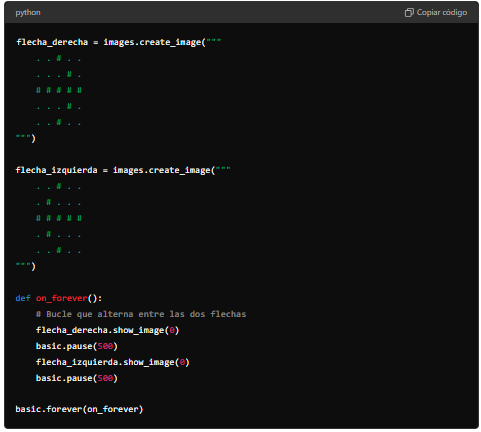 python
Copiar código
flecha_derecha = images.create_image("""
    . . # . .
    . . . # .
    # # # # #
    . . . # .
    . . # . .
""")
flecha_izquierda = images.create_image("""
    . . # . .
    . # . . .
    # # # # #
    . # . . .
    . . # . .
""")
def on_forever():
    # Bucle que alterna entre las dos flechas
    flecha_derecha.show_image(0)
    basic.pause(500)
    flecha_izquierda.show_image(0)
    basic.pause(500)
basic.forever(on_forever)